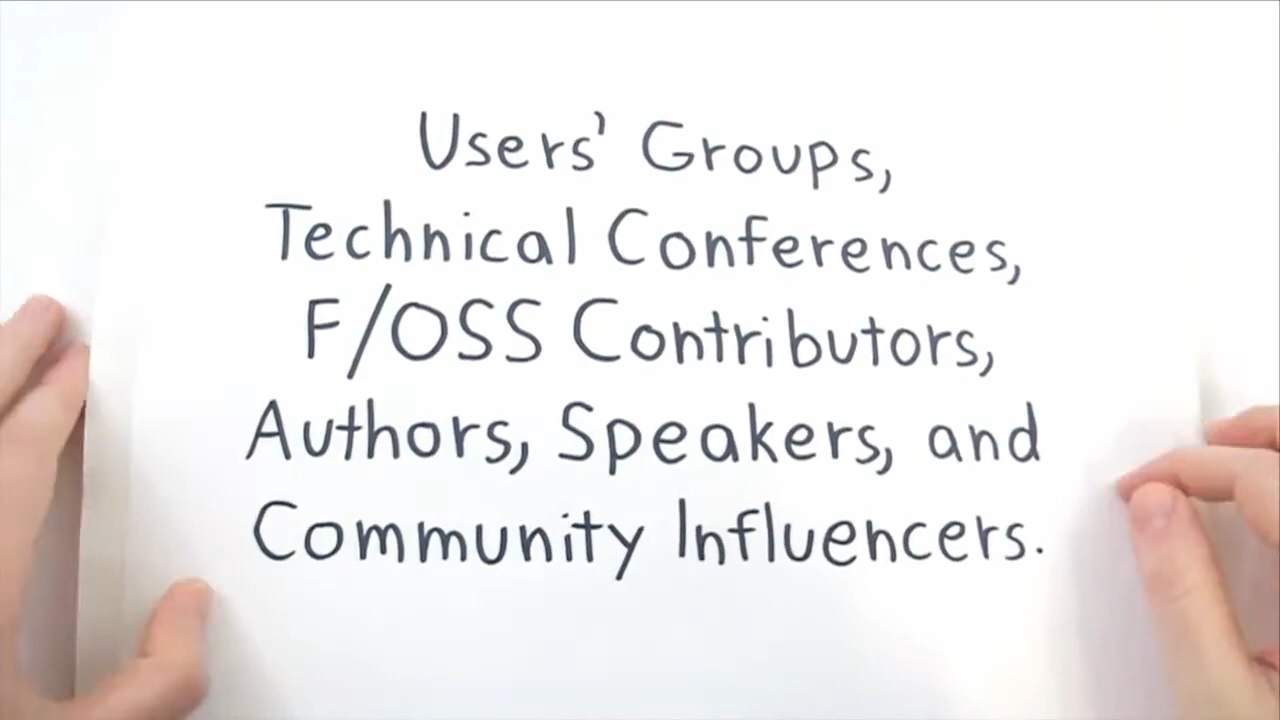 Users' Groups,
Technical Conferences,
F/OSS Contributors,
Authors, Speakers, and
Community Influencers.